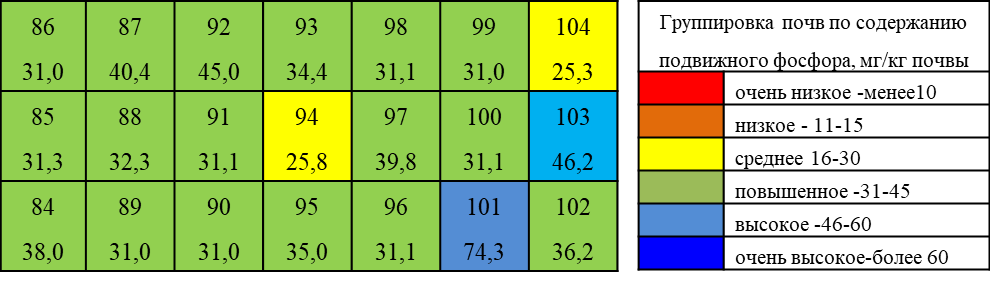 86 87 92 93 98 99 104
31,0 40,4 45,0 34,4 31,1 31,0 25,3
85 88 91 94 97 100 103
31,3 32,3 31,1 25,8 39,8 31,1 46,2
84 89 90 95 96 101 102
38,0 31,0 31,0 35,0 31,1 74,3 36,2
Группировка почв по содержанию
подвижного фосфора, мг/кг почвы
очень низкое -менее10
низкое - 11-15
среднее 16-30
повышенное -31-45
высокое -46-60
очень высокое-более 60